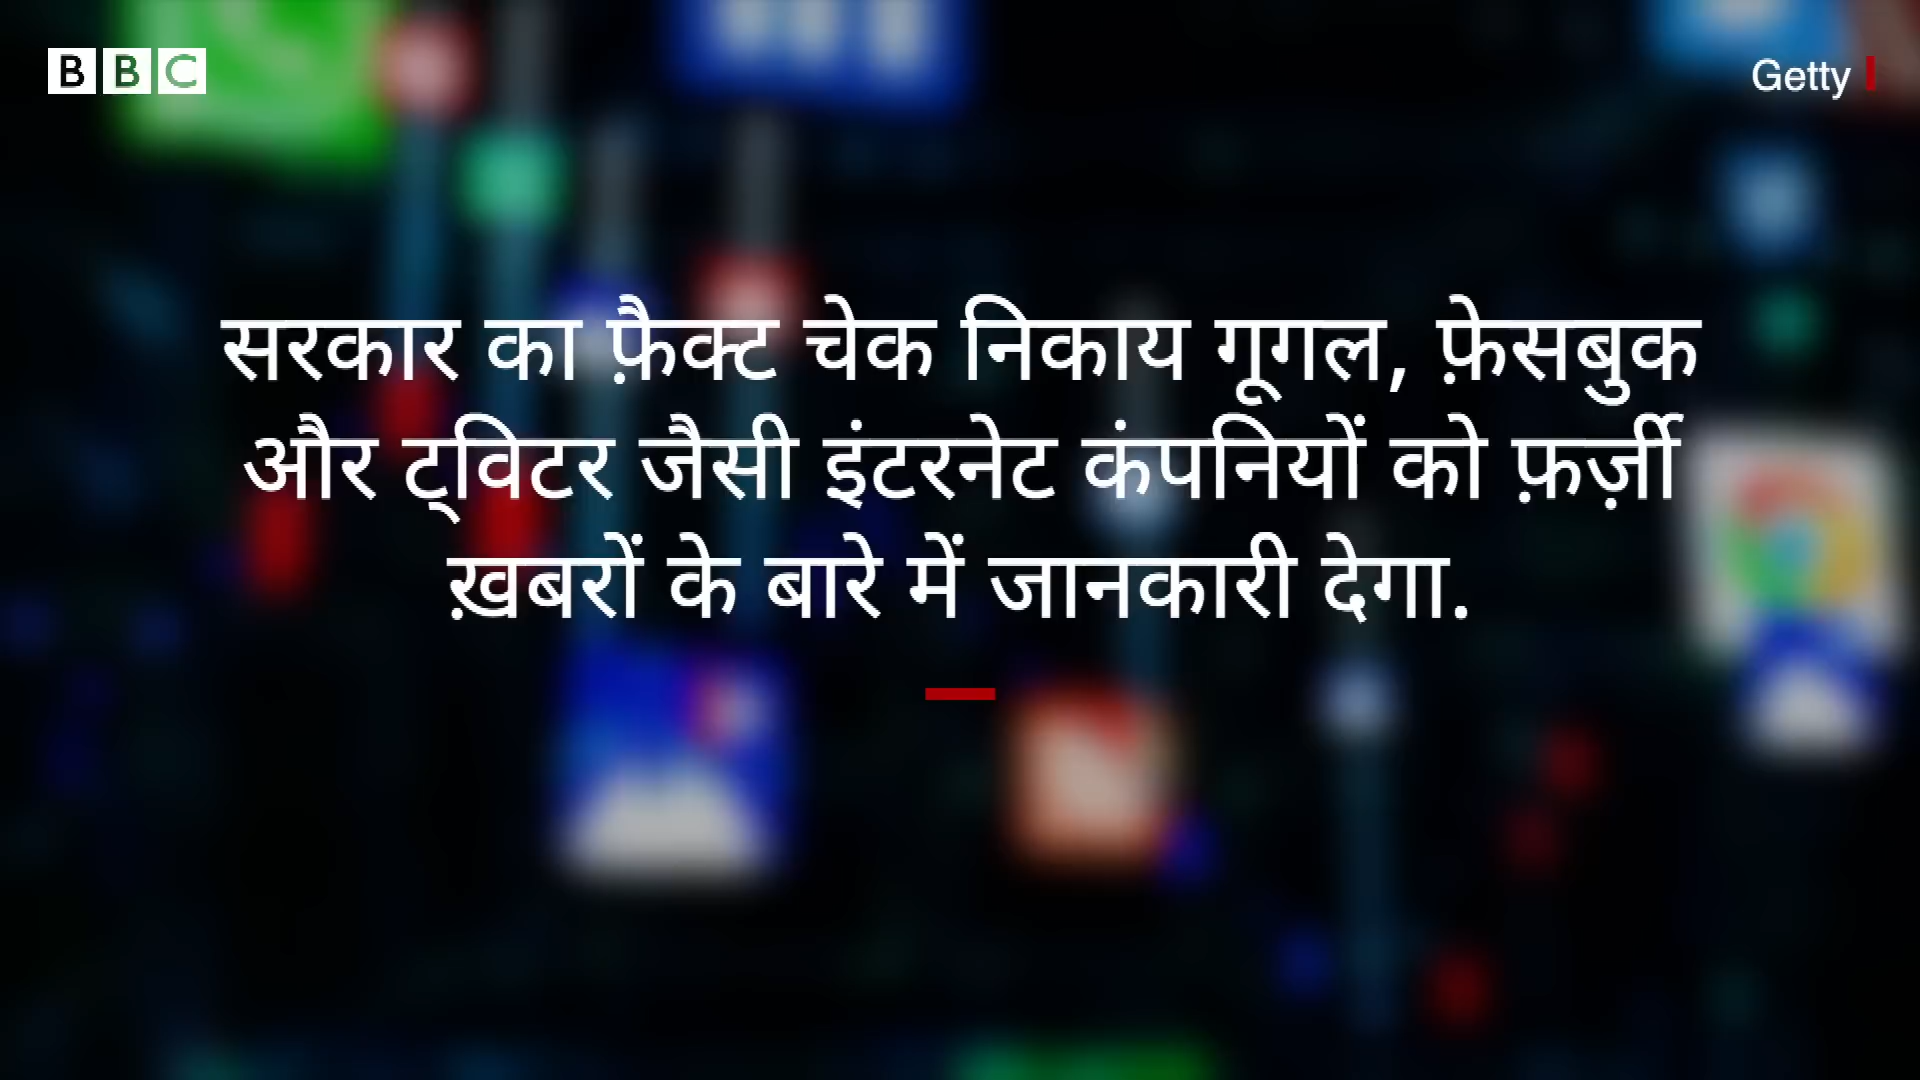 BBC
Getty
सरकार का फ़ैक्ट चेक निकाय गूगल, फ़ेसबुक
और ट्विटर जैसी इंटरनेट कंपनियों को फ़र्ज़ी
ख़बरों के बारे में जानकारी देगा.